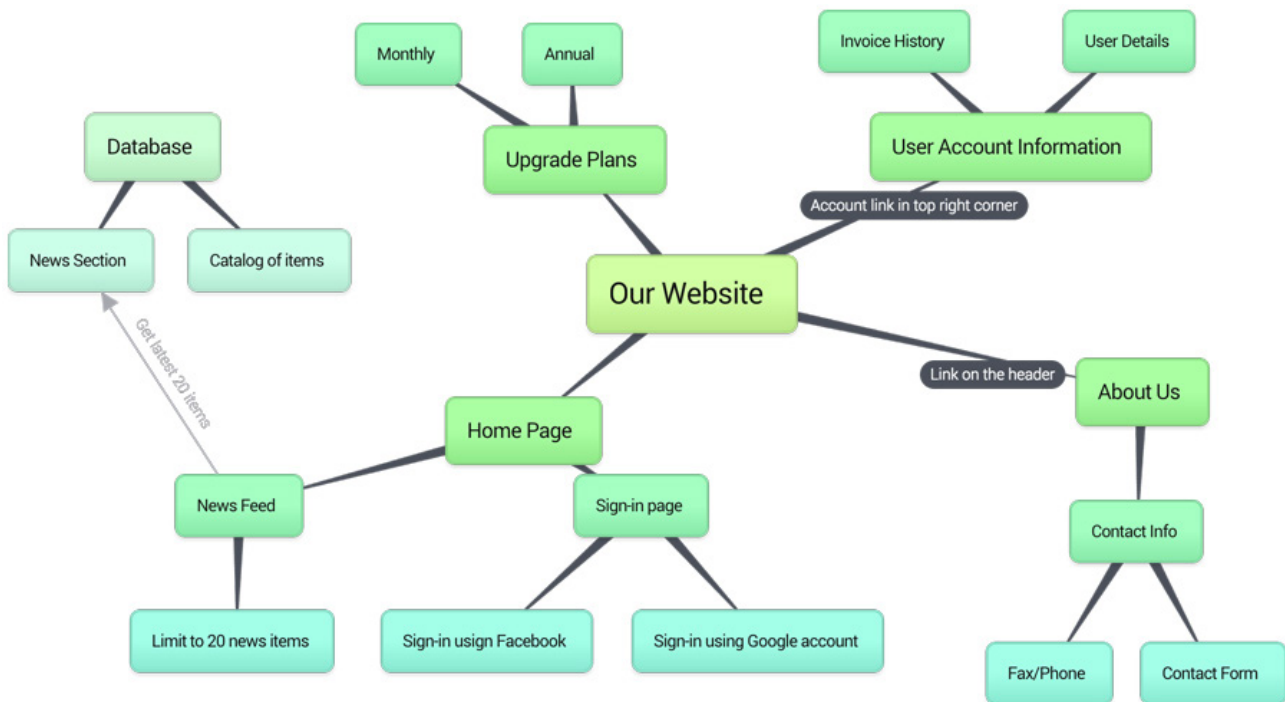 Invoice History
User Details
Monthly
Annual
Database
Upgrade Plans
User Account Information
Account link in top right corner
News Section
Catalog of items
Our Website
Get latest 20 items
Link on the header
About Us
Home Page
News Feed
Sign-in page
Contact Info
Limit to 20 news items
Sign-in usign Facebook
Sign-in using Google account
Fax/Phone
Contact Form